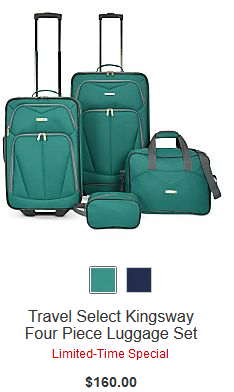 Travel Select Kingsway
Four Piece Luggage Set
Limited-Time Special
$160.00